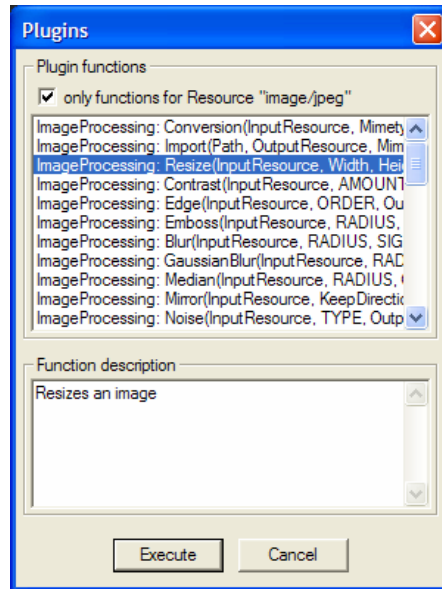 Plugins
Plugin functions
only functions for Resource "image/jpeg"
ImageProcessing: Conversion(InputResource, Mimety
ImageProcessing: Import(Path, OutputResource, Mim
ImageProcessing: Resize(InputResource, Width, Hei
ImageProcessing: Contrast(InputResource, AMOUNT
ImageProcessing: Edge(InputResource, ORDER, Ou
ImageProcessing: Emboss(InputResource, RADIUS,
ImageProcessing: Blur(InputResource, RADIUS, SIG
ImageProcessing: GaussianBlur(InputResource, RAD
ImageProcessing: Median(InputResource, RADIUS, (
ImageProcessing: Mirror(InputResource, KeepDirectic
ImageProcessing: Noise(InputResource, TYPE, Outp
Function description
Resizes an image
Execute Cancel